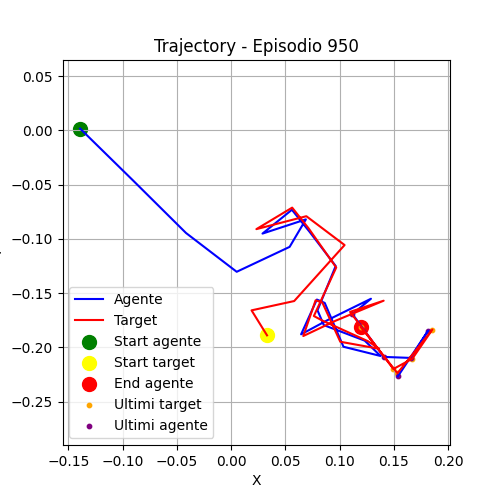 Trajectory - Episodio 950
0.05
0.00
−0.05
−0.10
−0.15
−0.20
−0.25
Agente
Target
Start agente
Start target
End agente
Ultimi target
Ultimi agente
−0.15 −0.10 −0.05 0.00 0.05 0.10 0.15 0.20
X